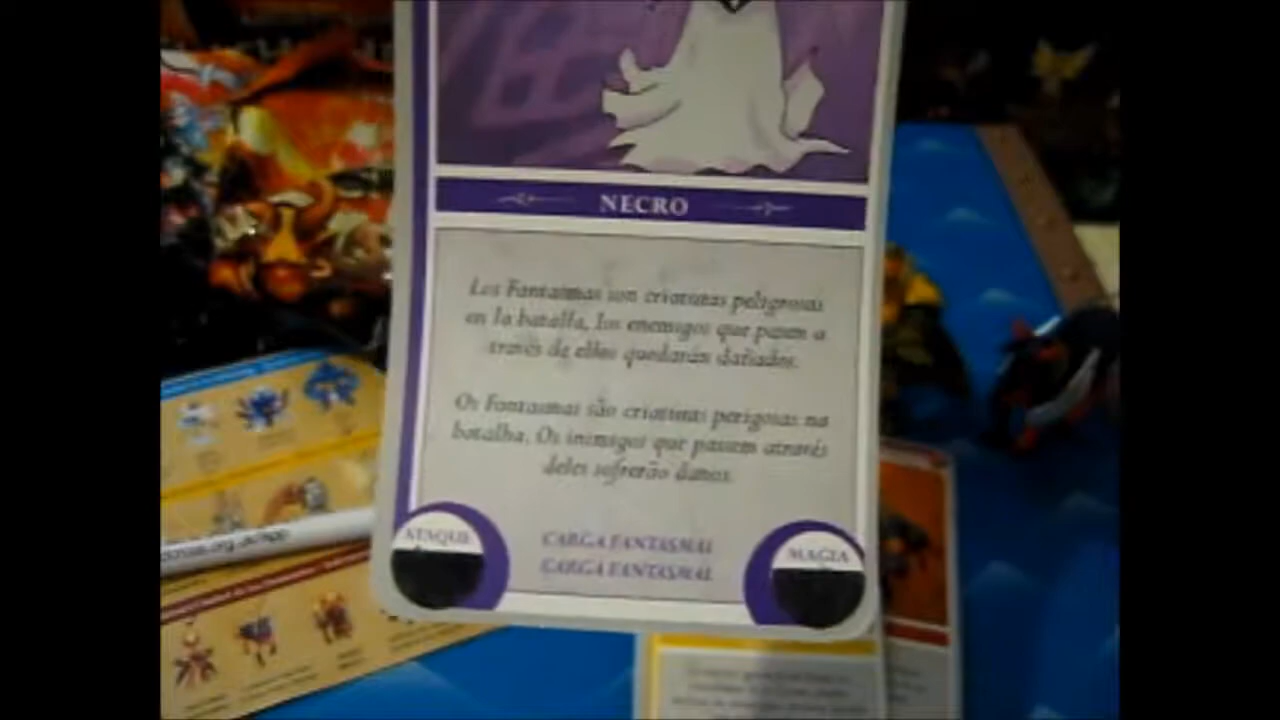 NECRO
Los Fantasmas son criaturas peligrosas
en la batalla, los enemigos que pasen a
través de ellos quedarán dañados.
Os Fantasmas são criaturas perigosas na
batalha. Os inimigos que passem através
deles sofrerão danos.
ATAQUE
CARGA FANTASMAL
CARGA FANTASMAL
MAGIA